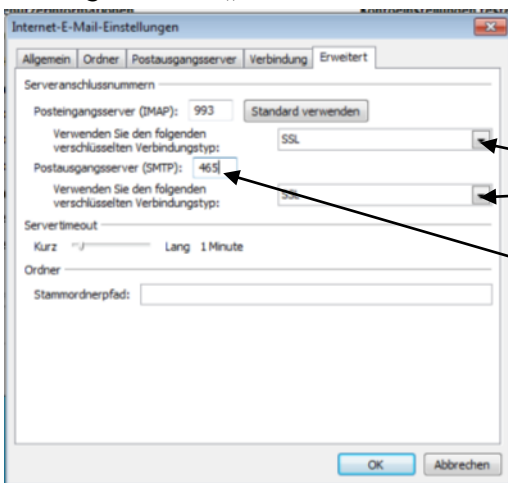 Internet-E-Mail-Einstellungen
Allgemein Ordner Postausgangsserver Verbindung Erweitert
Serveranschlussnummern
Posteingangsserver (IMAP): 993 Standard verwenden
Verwenden Sie den folgenden
verschlüsselten Verbindungstyp: SSL
Postausgangsserver (SMTP): 465
Verwenden Sie den folgenden
verschlüsselten Verbindungstyp: SSL
Servertimeout
Kurz Lang 1 Minute
Ordner
Stammordnerpfad:
OK Abbrechen